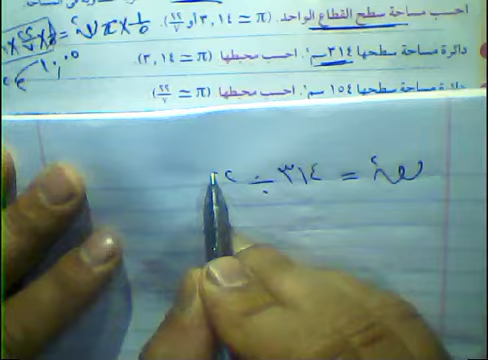 احسب مساحة سطح القطاع الواحد. (π ≃ ٣,١٤ أو ٢٢/٧)
دائرة مساحة سطحها ٣١٤ سم٢. احسب محيطها (π ≃ ٣,١٤)
دائرة مساحة سطحها ١٥٤ سم٢. احسب محيطها (π ≃ ٢٢/٧)
نق٢ = ٣١٤ ÷